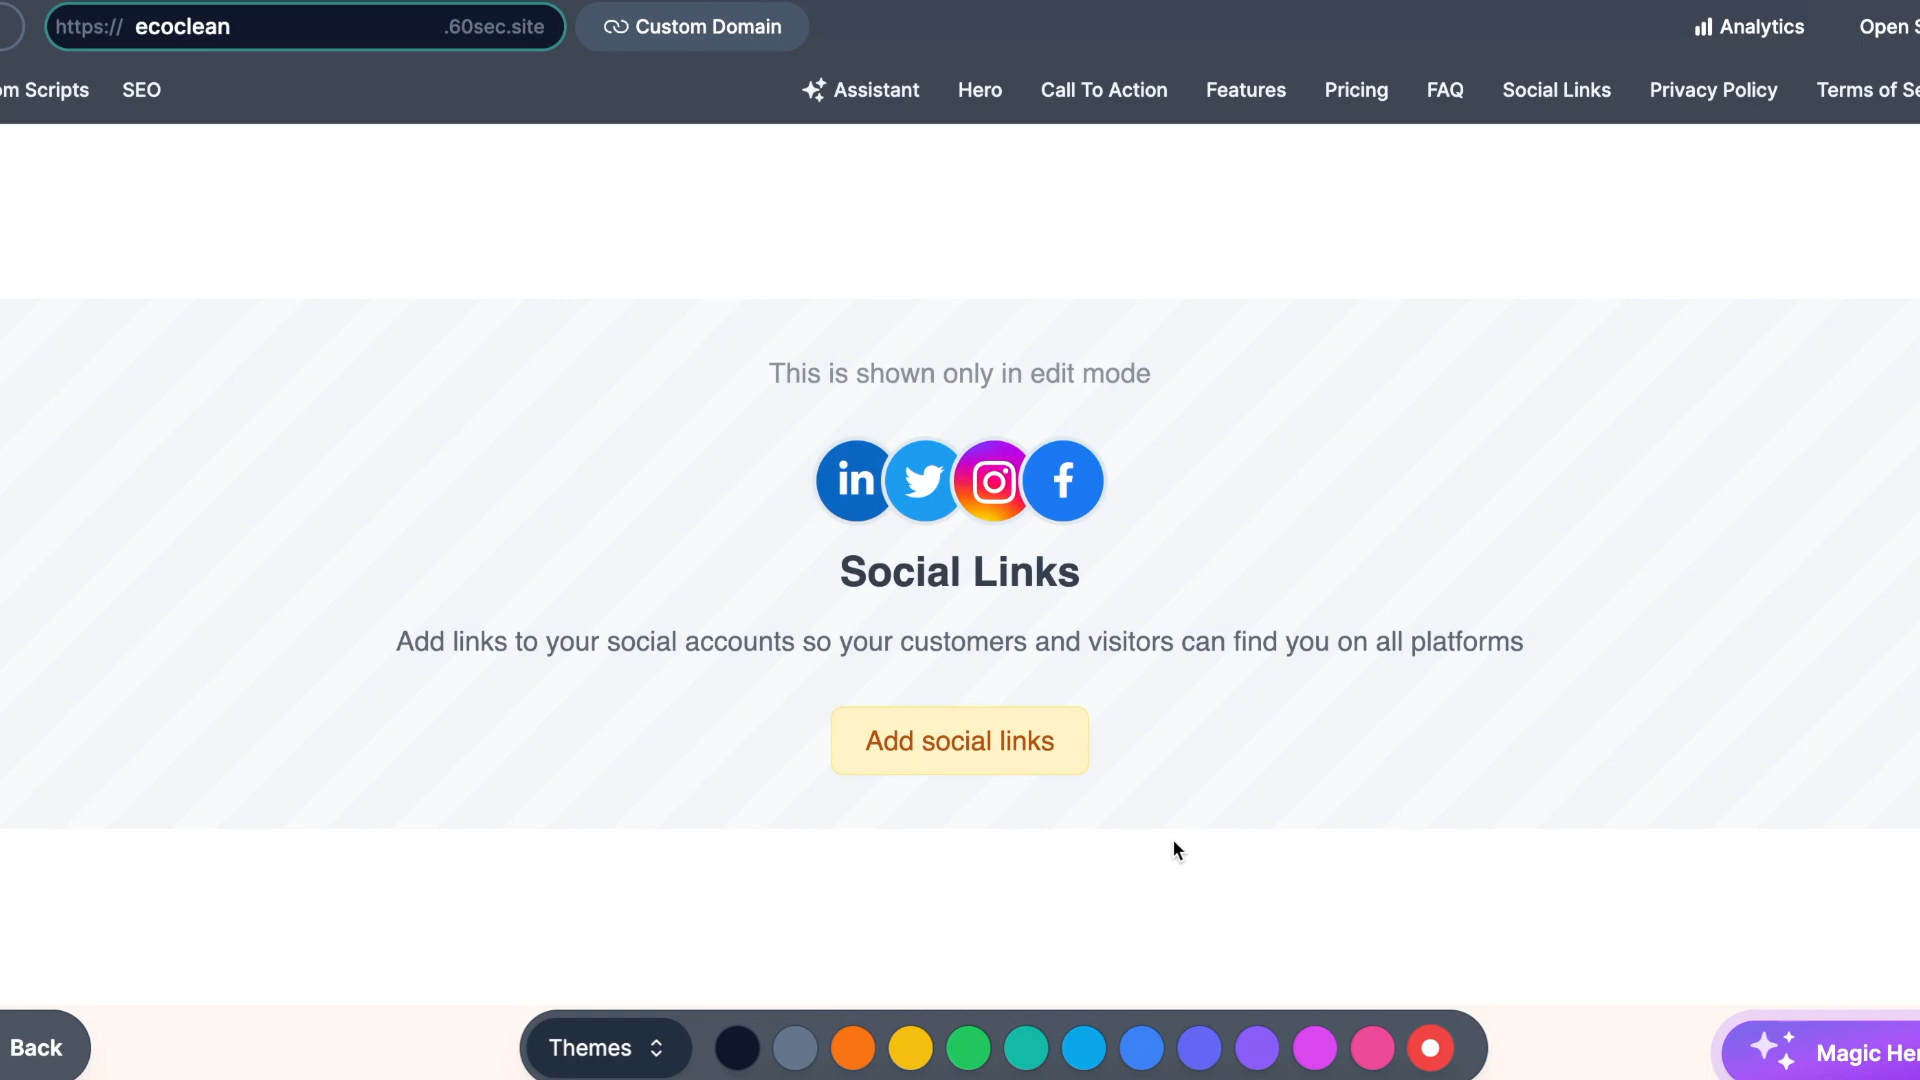 https:// ecoclean .60sec.site
Custom Domain
Analytics
Open
Scripts
SEO
Assistant
Hero
Call To Action
Features
Pricing
FAQ
Social Links
Privacy Policy
Terms of
This is shown only in edit mode
in
f
Social Links
Add links to your social accounts so your customers and visitors can find you on all platforms
Add social links
Back
Themes
Magic